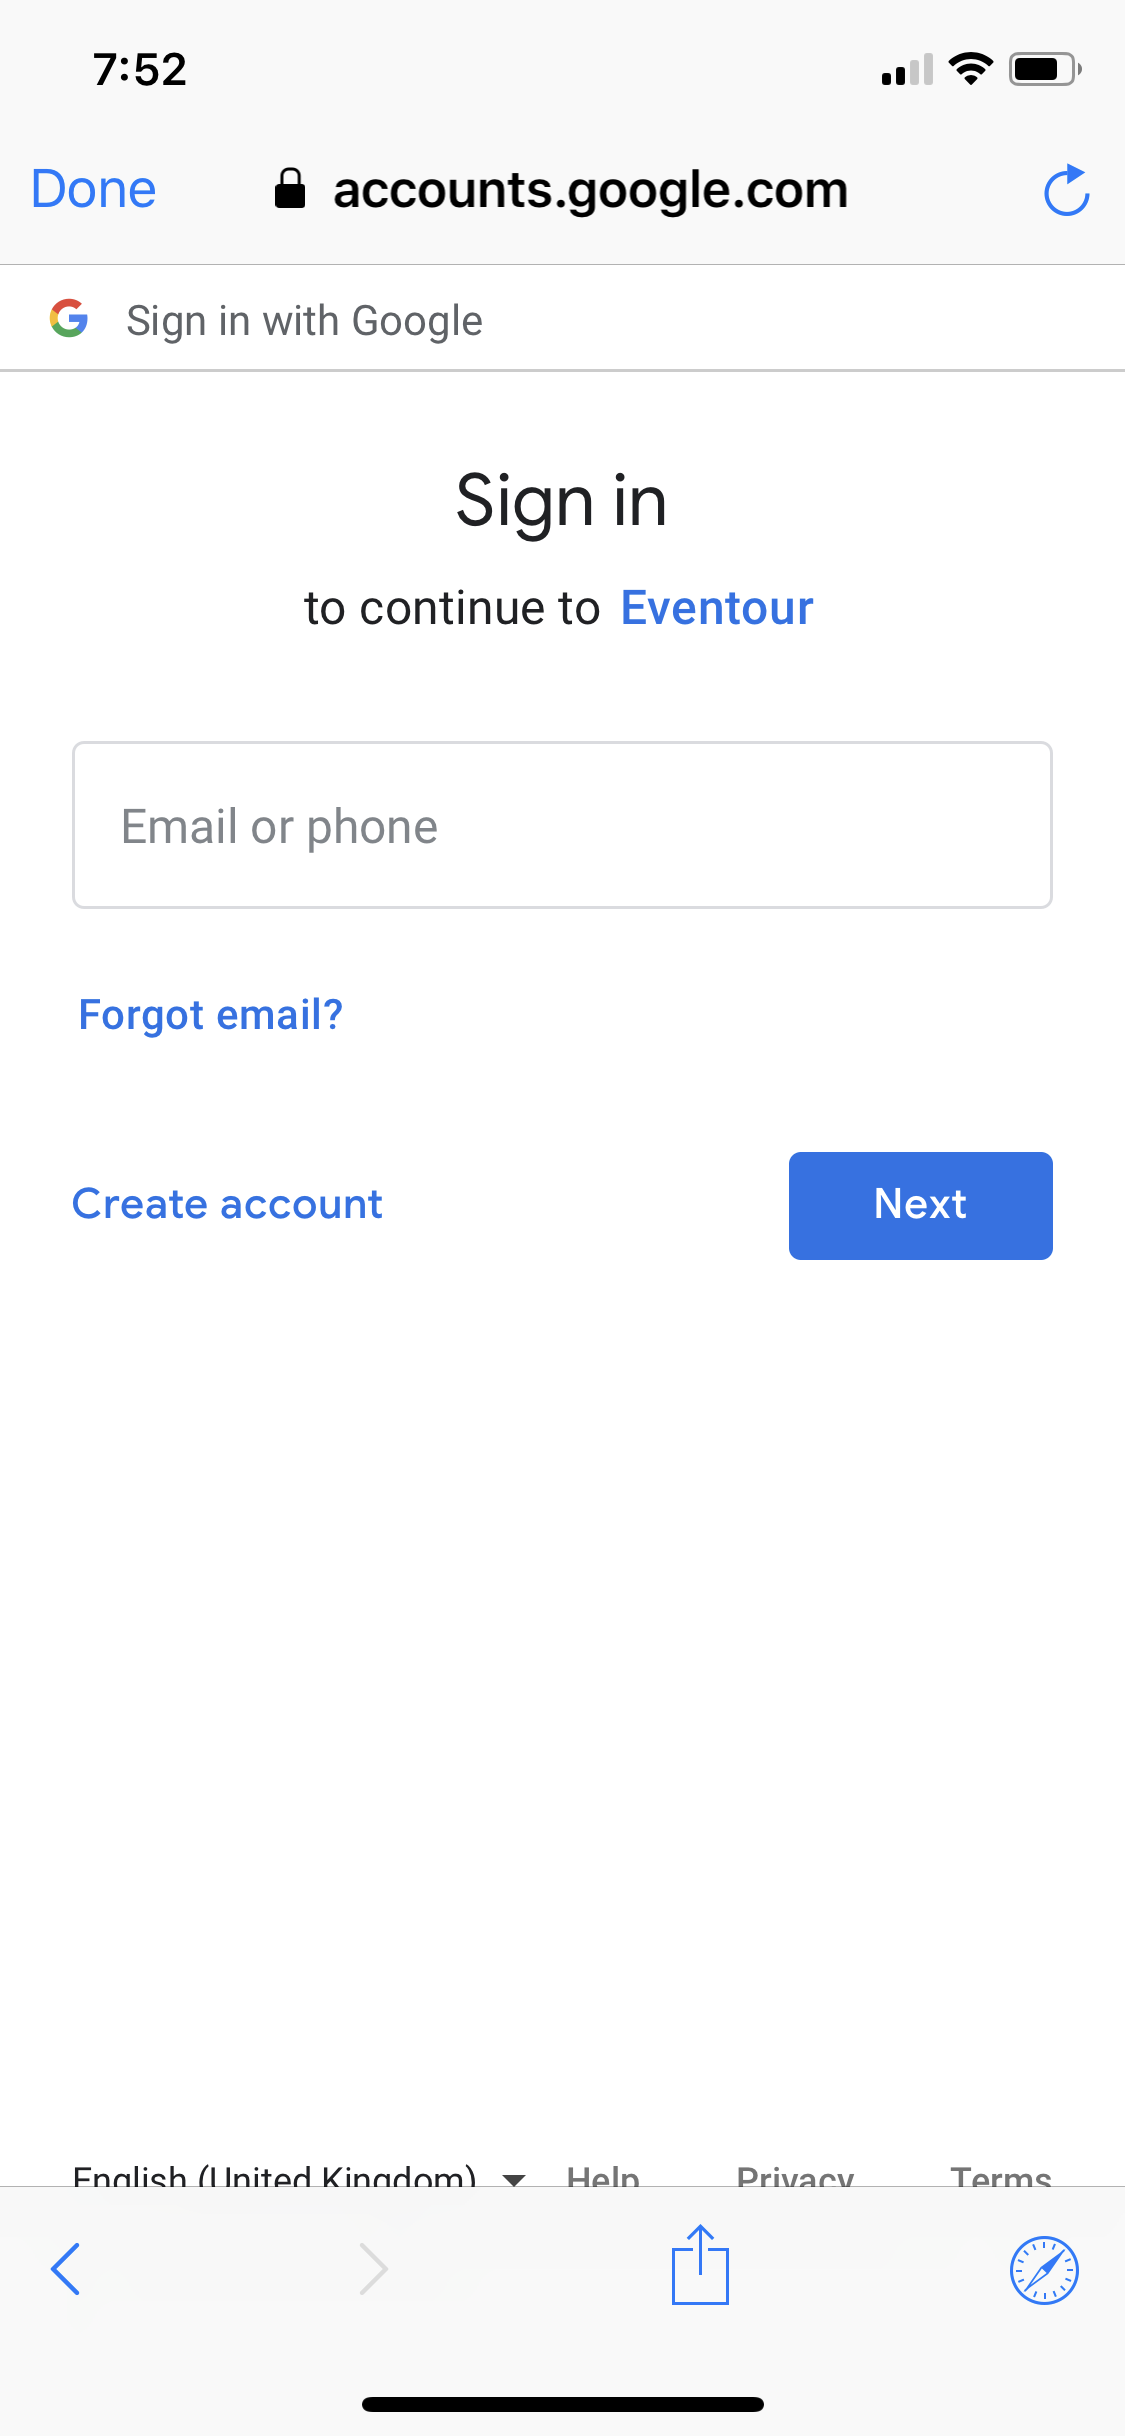 7:52
Done accounts.google.com
Sign in with Google
Sign in
to continue to Eventour
Email or phone
Forgot email?
Create account Next
English (United Kingdom) Help Privacy Terms